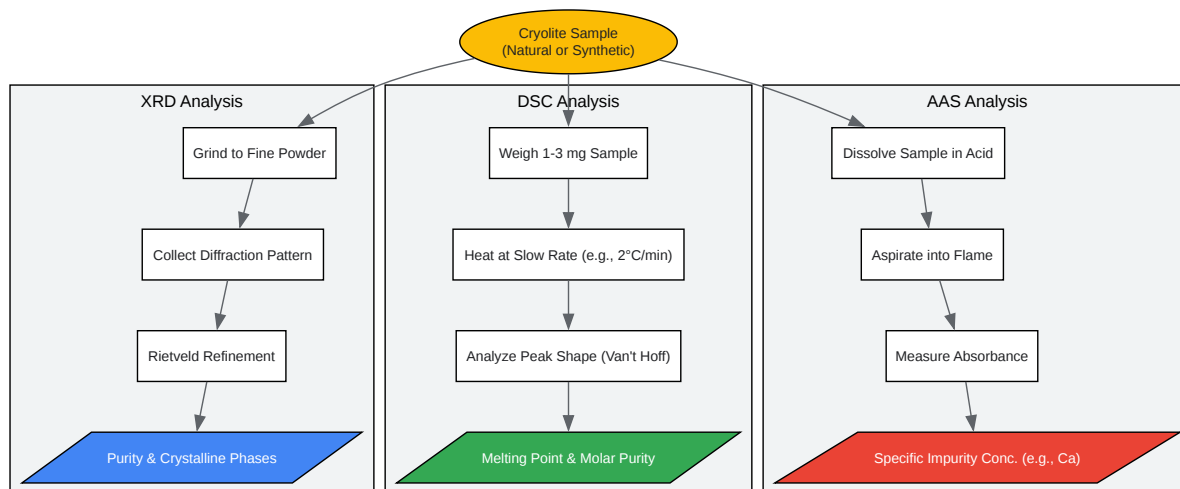 Cryolite Sample
(Natural or Synthetic)
XRD Analysis
Grind to Fine Powder
Collect Diffraction Pattern
Rietveld Refinement
Purity & Crystalline Phases
DSC Analysis
Weigh 1-3 mg Sample
Heat at Slow Rate (e.g., 2°C/min)
Analyze Peak Shape (Van't Hoff)
Melting Point & Molar Purity
AAS Analysis
Dissolve Sample in Acid
Aspirate into Flame
Measure Absorbance
Specific Impurity Conc. (e.g., Ca)